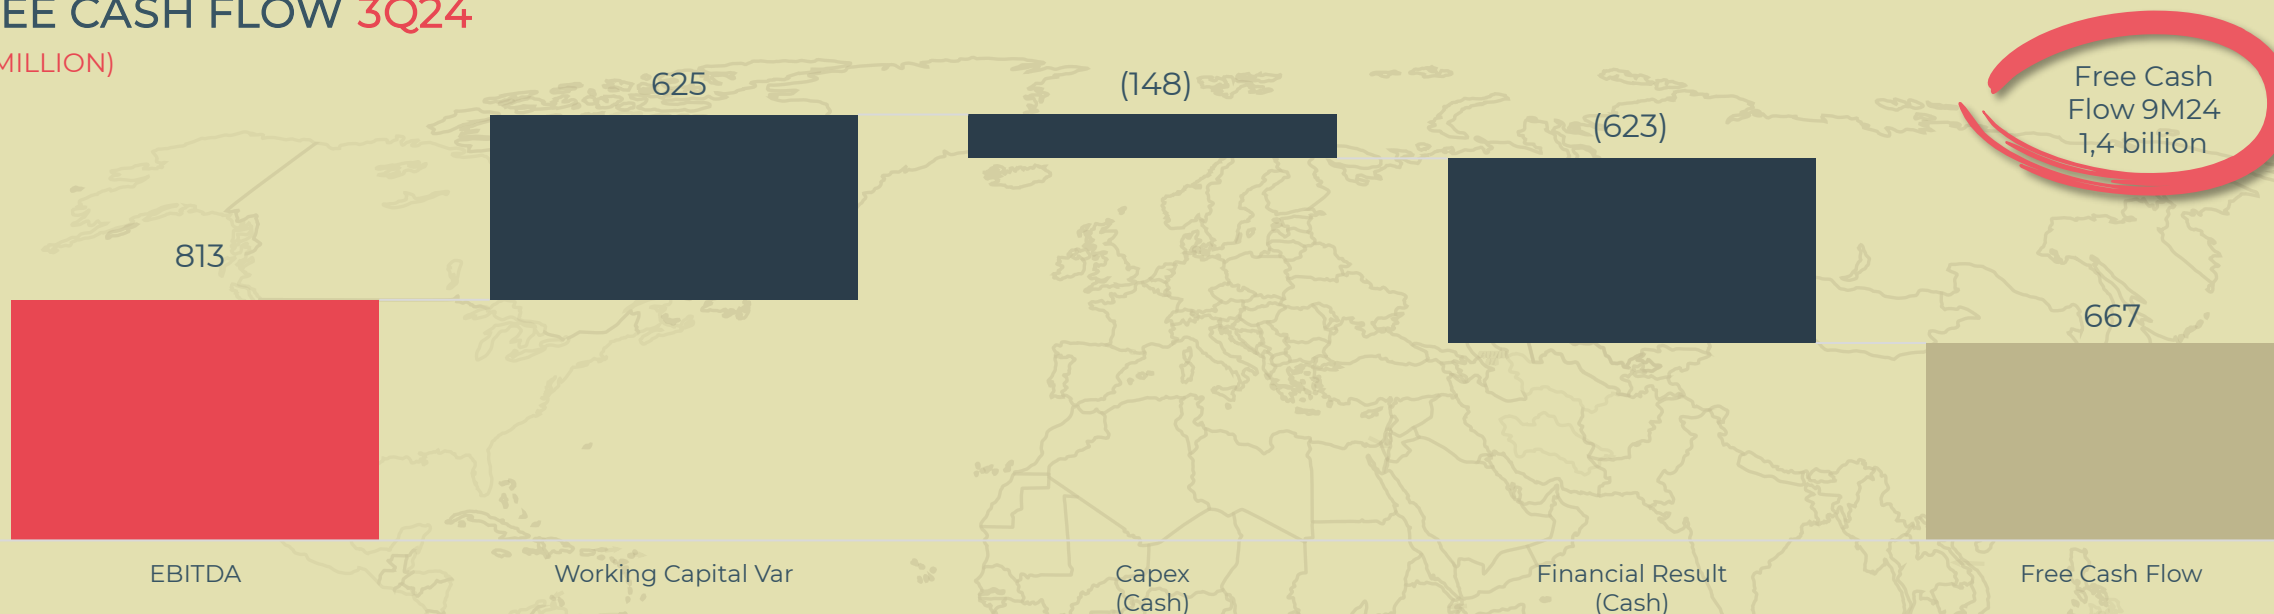 EE CASH FLOW 3Q24
MILLION)
625
(148)
(623)
Free Cash
Flow 9M24
1,4 billion
813
667
EBITDA
Working Capital Var
Capex
(Cash)
Financial Result
(Cash)
Free Cash Flow